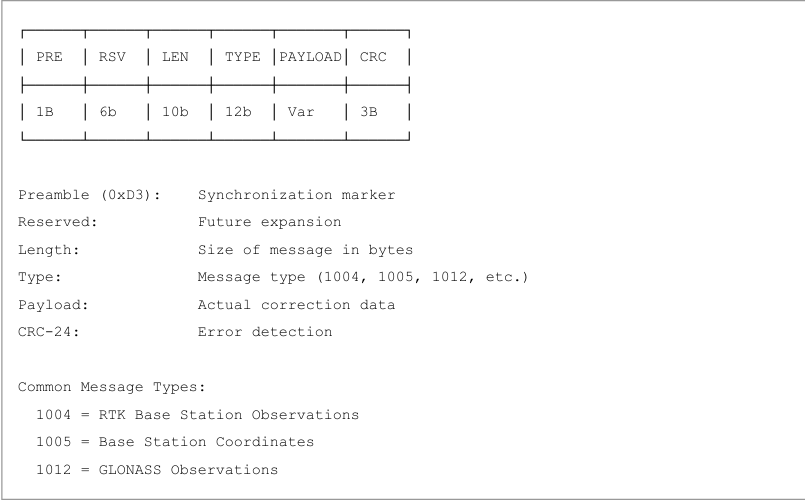 PRE RSV LEN TYPE PAYLOAD CRC
1B 6b 10b 12b Var 3B
Preamble (0xD3): Synchronization marker
Reserved: Future expansion
Length: Size of message in bytes
Type: Message type (1004, 1005, 1012, etc.)
Payload: Actual correction data
CRC-24: Error detection
Common Message Types:
1004 = RTK Base Station Observations
1005 = Base Station Coordinates
1012 = GLONASS Observations